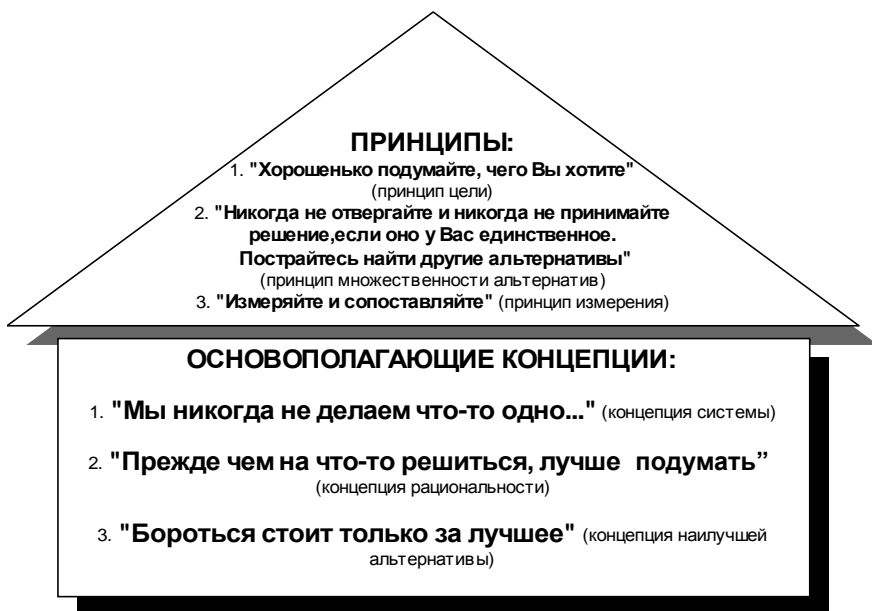 ПРИНЦИПЫ:
1. "Хорошенько подумайте, чего Вы хотите"
(принцип цели)
2. "Никогда не отвергайте и никогда не принимайте
решение,если оно у Вас единственное.
Пострайтесь найти другие альтернативы"
(принцип множественности альтернатив)
3. "Измеряйте и сопоставляйте" (принцип измерения)
ОСНОВОПОЛАГАЮЩИЕ КОНЦЕПЦИИ:
1. "Мы никогда не делаем что-то одно..." (концепция системы)
2. "Прежде чем на что-то решиться, лучше подумать”
(концепция рациональности)
3. "Бороться стоит только за лучшее" (концепция наилучшей
альтернативы)